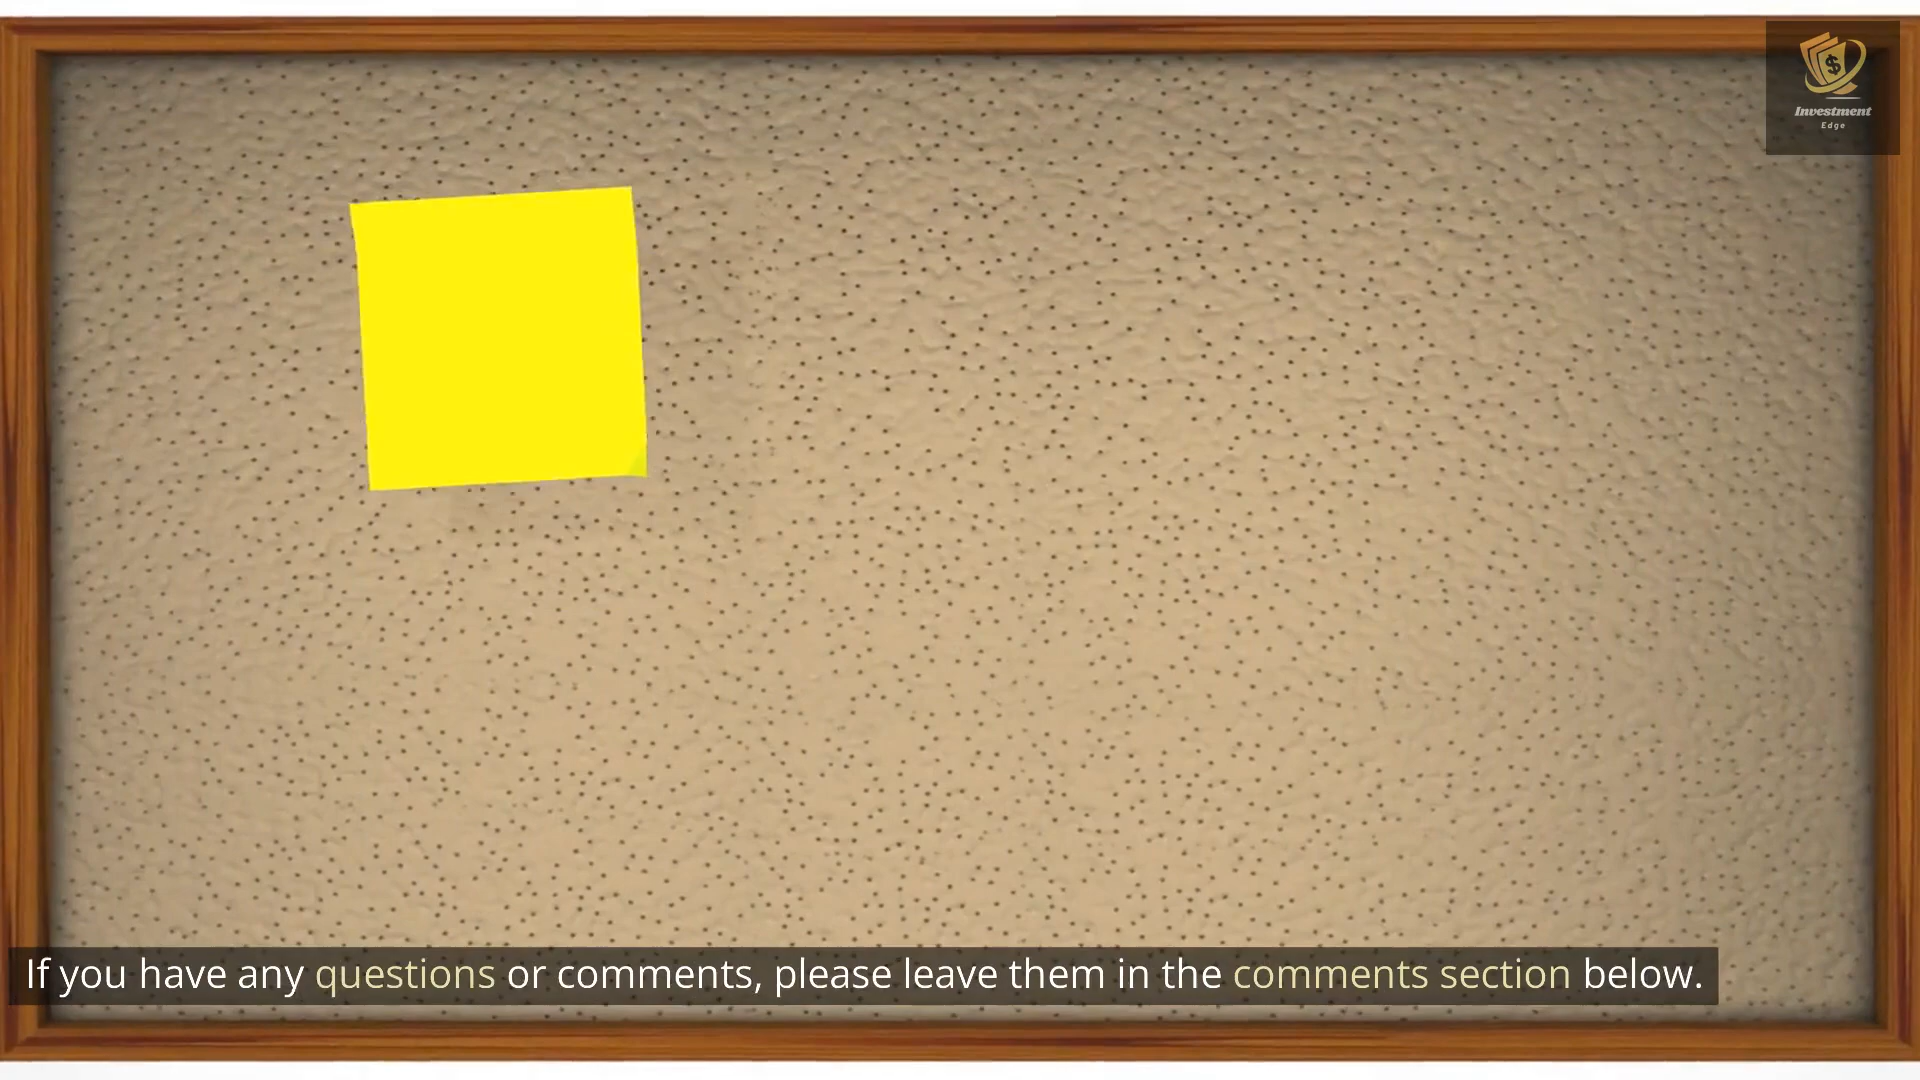 Investment
Edge
If you have any questions or comments, please leave them in the comments section below.